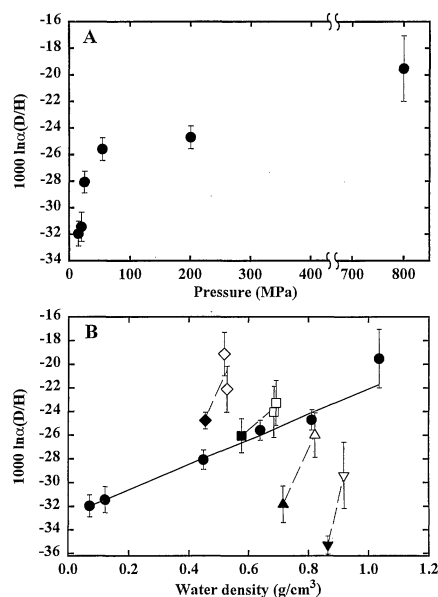 A
1000 lnα(D/H)
-16
-18
-20
-22
-24
-26
-28
-30
-32
-34
0 100 200 300 400 700 800
Pressure (MPa)
B
1000 lnα(D/H)
-16
-18
-20
-22
-24
-26
-28
-30
-32
-34
-36
0.0 0.2 0.4 0.6 0.8 1.0 1.2
Water density (g/cm³)